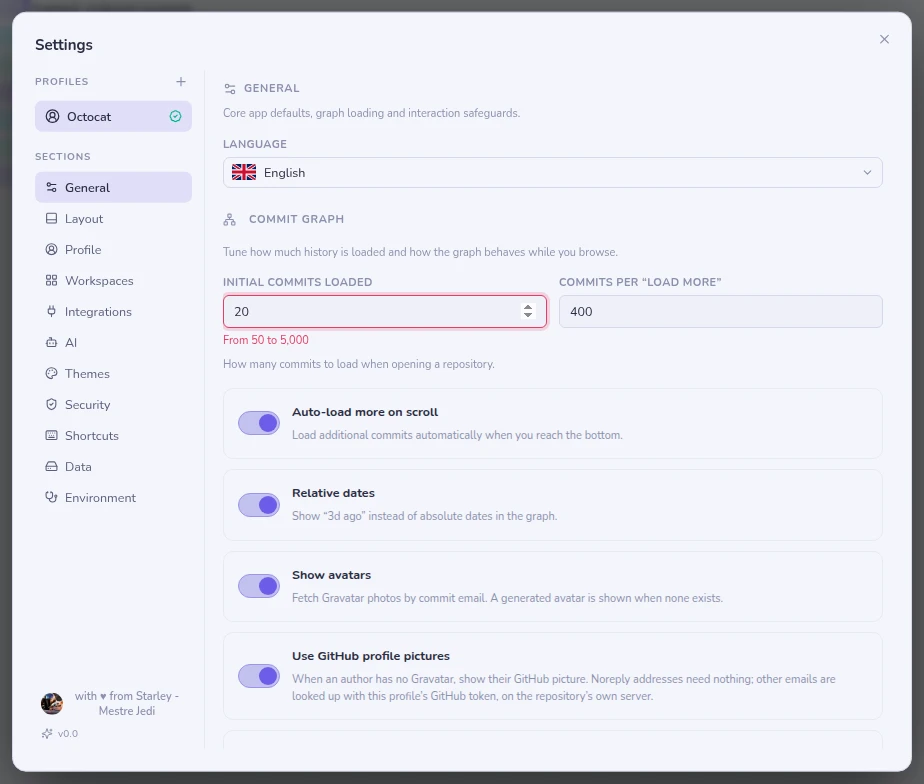 Settings
PROFILES
Octocat
SECTIONS
General
Layout
Profile
Workspaces
Integrations
AI
Themes
Security
Shortcuts
Data
Environment
with ♥ from Starley -
Mestre Jedi
v0.0
GENERAL
Core app defaults, graph loading and interaction safeguards.
LANGUAGE
English
COMMIT GRAPH
Tune how much history is loaded and how the graph behaves while you browse.
INITIAL COMMITS LOADED
20
From 50 to 5,000
How many commits to load when opening a repository.
COMMITS PER “LOAD MORE”
400
Auto-load more on scroll
Load additional commits automatically when you reach the bottom.
Relative dates
Show “3d ago” instead of absolute dates in the graph.
Show avatars
Fetch Gravatar photos by commit email. A generated avatar is shown when none exists.
Use GitHub profile pictures
When an author has no Gravatar, show their GitHub picture. Noreply addresses need nothing; other emails are
looked up with this profile’s GitHub token, on the repository’s own server.